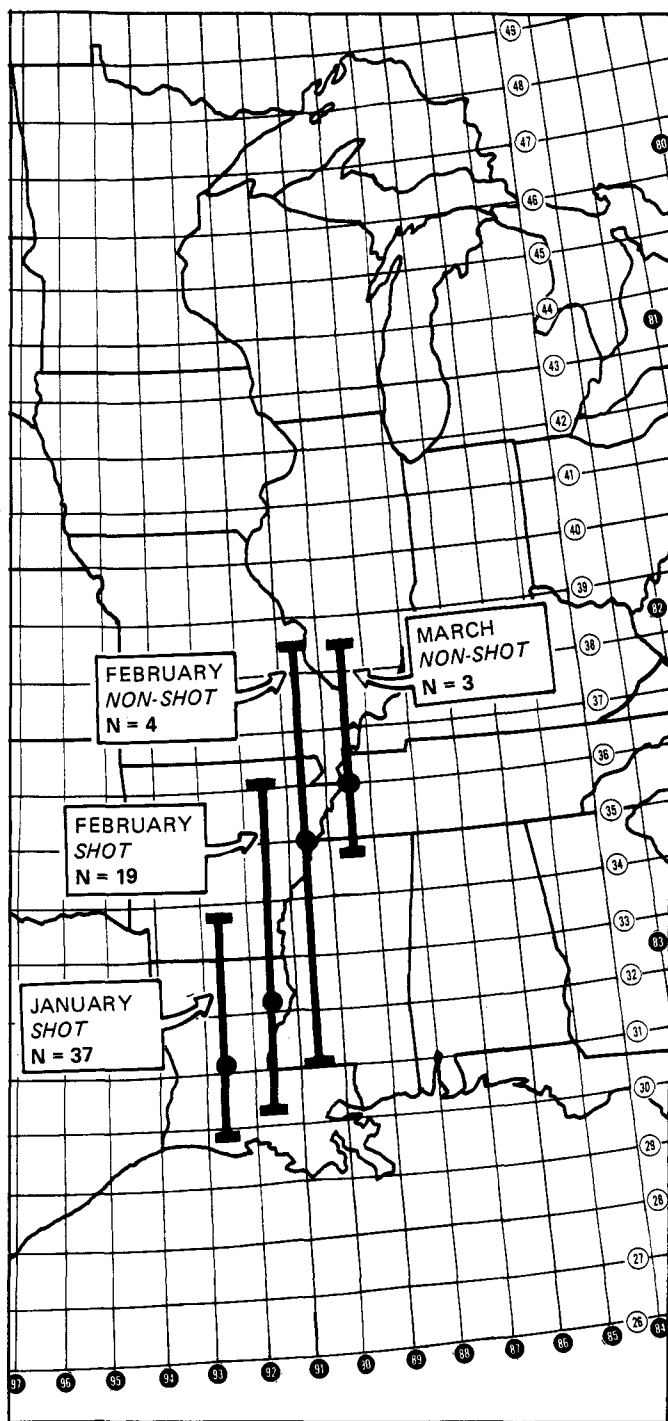 49
48
47
80
46
45
44
81
43
42
41
40
39
82
38
MARCH
NON-SHOT
N = 3
FEBRUARY
NON-SHOT
N = 4
37
36
35
FEBRUARY
SHOT
N = 19
34
33
83
32
JANUARY
SHOT
N = 37
31
30
29
28
27
26
97 96 95 94 93 92 91 90 89 88 87 86 85 84